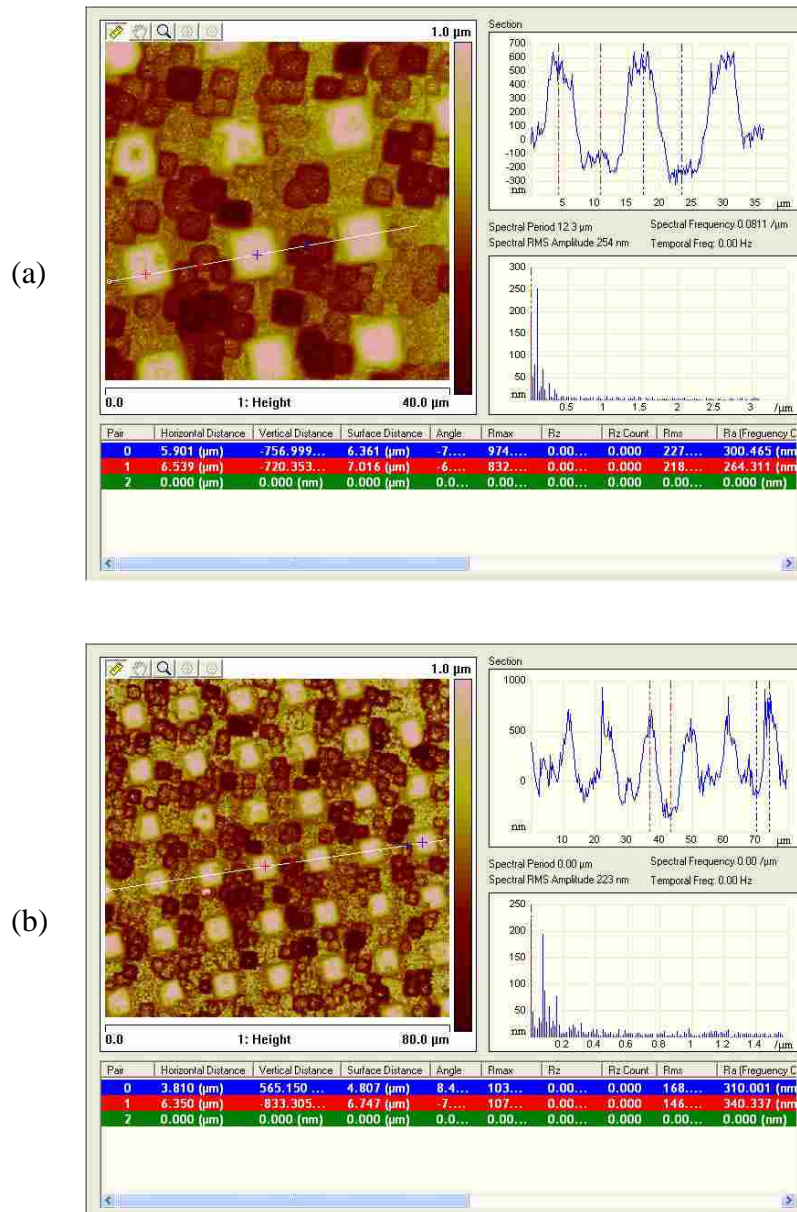 (a)
1.0 µm
0.0 1: Height 40.0 µm
Section
700
600
500
400
300
200
100
0
-100
-200
-300
nm
5 10 15 20 25 30 35 µm
Spectral Period 12.3 µm Spectral Frequency 0.0811 /µm
Spectral RMS Amplitude 254 nm Temporal Freq: 0.00 Hz
300
250
200
150
100
50
nm
0.5 1 1.5 2 2.5 3 /µm
Pair Horizontal Distance Vertical Distance Surface Distance Angle Rmax Rz Rz Count Rms Ra (Frequency C
0 5.901 (µm) -756.999... 6.361 (µm) -7.... 974.... 0.00... 0.000 227.... 300.465 (nm
1 6.539 (µm) -720.353... 7.016 (µm) -6.... 832.... 0.00... 0.000 218.... 264.311 (nm
2 0.000 (µm) 0.000 (nm) 0.000 (µm) 0.0... 0.00... 0.00... 0.000 0.00... 0.000 (nm)
(b)
1.0 µm
0.0 1: Height 80.0 µm
Section
1000
500
0
nm
10 20 30 40 50 60 70 µm
Spectral Period 0.00 µm Spectral Frequency 0.00 /µm
Spectral RMS Amplitude 223 nm Temporal Freq: 0.00 Hz
250
200
150
100
50
nm
0.2 0.4 0.6 0.8 1 1.2 1.4 /µm
Pair Horizontal Distance Vertical Distance Surface Distance Angle Rmax Rz Rz Count Rms Ra (Frequency C
0 3.810 (µm) 565.150 ... 4.807 (µm) 8.4... 103... 0.00... 0.000 168.... 310.001 (nm
1 6.350 (µm) -833.305... 6.747 (µm) -7.... 107... 0.00... 0.000 146.... 340.337 (nm
2 0.000 (µm) 0.000 (nm) 0.000 (µm) 0.0... 0.00... 0.00... 0.000 0.00... 0.000 (nm)